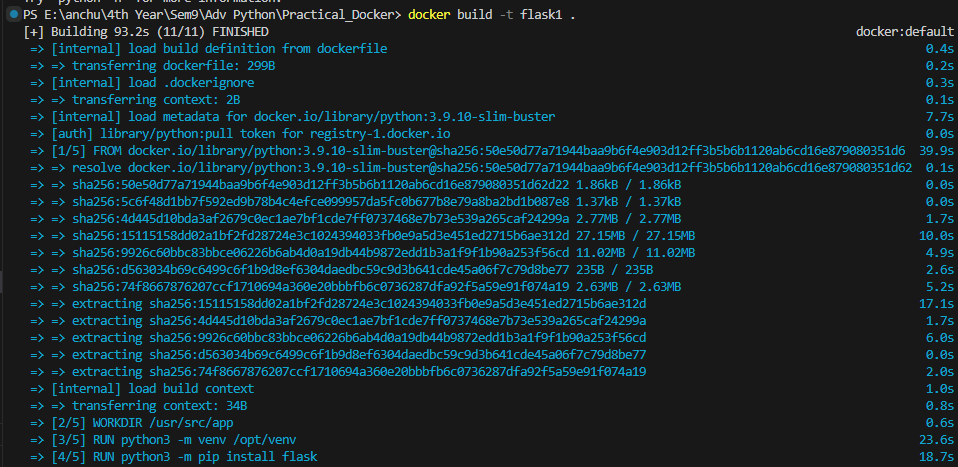 Try "python -h" for more information.
PS E:\anchu\4th Year\Sem9\Adv Python\Practical_Docker> docker build -t flask1 .
[+] Building 93.2s (11/11) FINISHED docker:default
=> [internal] load build definition from dockerfile 0.4s
=> => transferring dockerfile: 299B 0.2s
=> [internal] load .dockerignore 0.3s
=> => transferring context: 2B 0.1s
=> [internal] load metadata for docker.io/library/python:3.9.10-slim-buster 7.7s
=> [auth] library/python:pull token for registry-1.docker.io 0.0s
=> [1/5] FROM docker.io/library/python:3.9.10-slim-buster@sha256:50e50d77a71944baa9b6f4e903d12ff3b5b6b1120ab6cd16e879080351d6 39.9s
=> => resolve docker.io/library/python:3.9.10-slim-buster@sha256:50e50d77a71944baa9b6f4e903d12ff3b5b6b1120ab6cd16e879080351d62 0.1s
=> => sha256:50e50d77a71944baa9b6f4e903d12ff3b5b6b1120ab6cd16e879080351d62d22 1.86kB / 1.86kB 0.0s
=> => sha256:5c6f48d1bb7f592ed9b78b4c4efce099957da5fc0b677b8e79a8ba2bd1b087e8 1.37kB / 1.37kB 0.0s
=> => sha256:4d445d10bda3af2679c0ec1ae7bf1cde7ff0737468e7b73e539a265caf24299a 2.77MB / 2.77MB 1.7s
=> => sha256:15115158dd02a1bf2fd28724e3c1024394033fb0e9a5d3e451ed2715b6ae312d 27.15MB / 27.15MB 10.0s
=> => sha256:9926c60bbc83bbce06226b6ab4d0a19db44b9872edd1b3a1f9f1b90a253f56cd 11.02MB / 11.02MB 4.9s
=> => sha256:d563034b69c6499c6f1b9d8ef6304daedbc59c9d3b641cde45a06f7c79d8be77 235B / 235B 2.6s
=> => sha256:74f8667876207ccf1710694a360e20bbbfb6c0736287dfa92f5a59e91f074a19 2.63MB / 2.63MB 5.2s
=> => extracting sha256:15115158dd02a1bf2fd28724e3c1024394033fb0e9a5d3e451ed2715b6ae312d 17.1s
=> => extracting sha256:4d445d10bda3af2679c0ec1ae7bf1cde7ff0737468e7b73e539a265caf24299a 1.7s
=> => extracting sha256:9926c60bbc83bbce06226b6ab4d0a19db44b9872edd1b3a1f9f1b90a253f56cd 6.0s
=> => extracting sha256:d563034b69c6499c6f1b9d8ef6304daedbc59c9d3b641cde45a06f7c79d8be77 0.0s
=> => extracting sha256:74f8667876207ccf1710694a360e20bbbfb6c0736287dfa92f5a59e91f074a19 2.0s
=> [internal] load build context 1.0s
=> => transferring context: 34B 0.8s
=> [2/5] WORKDIR /usr/src/app 0.6s
=> [3/5] RUN python3 -m venv /opt/venv 23.6s
=> [4/5] RUN python3 -m pip install flask 18.7s